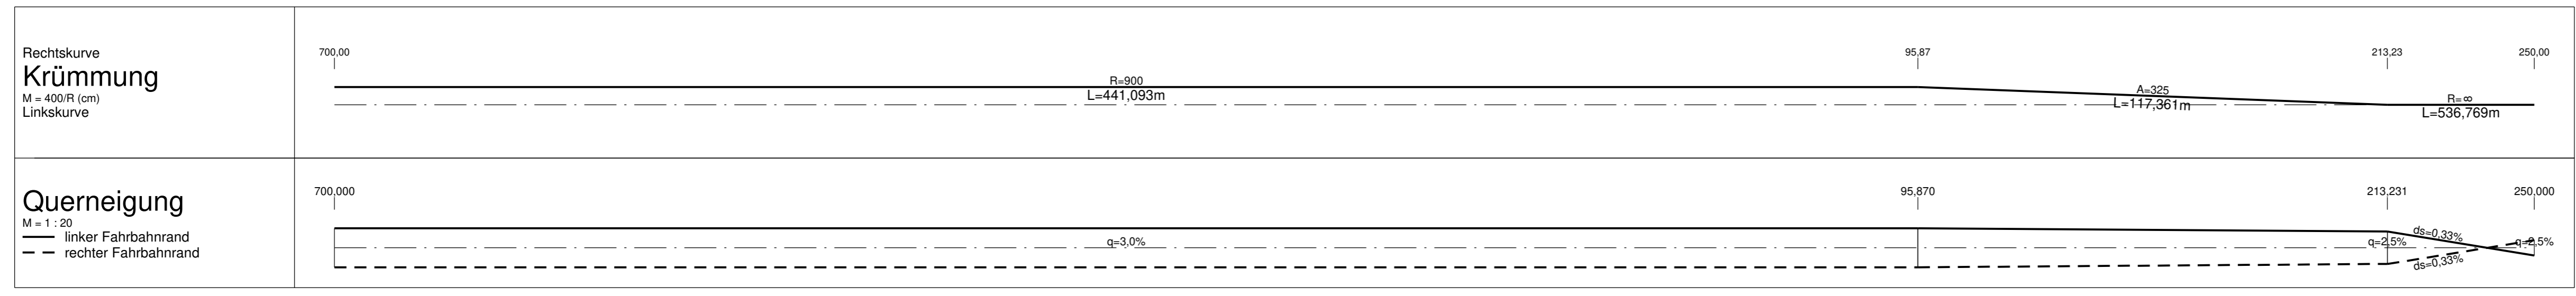 Rechtskurve
Krümmung
M = 400/R (cm)
Linkskurve
700,00
95,87
213,23
250,00
R=900
L=441,093m
A=325
L=117,361m
R=∞
L=536,769m
Querneigung
M = 1 : 20
linker Fahrbahnrand
rechter Fahrbahnrand
700,000
95,870
213,231
250,000
q=3,0%
q=2,5%
ds=0,33%
ds=0,33%
q=2,5%